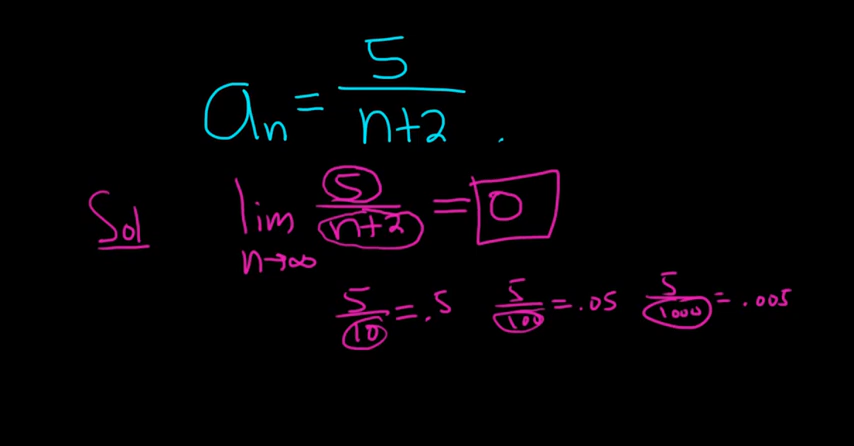 aₙ = 5/(n+2) .
Sol lim n→∞ 5/(n+2) = 0
5/10 = .5 5/100 = .05 5/1000 = .005